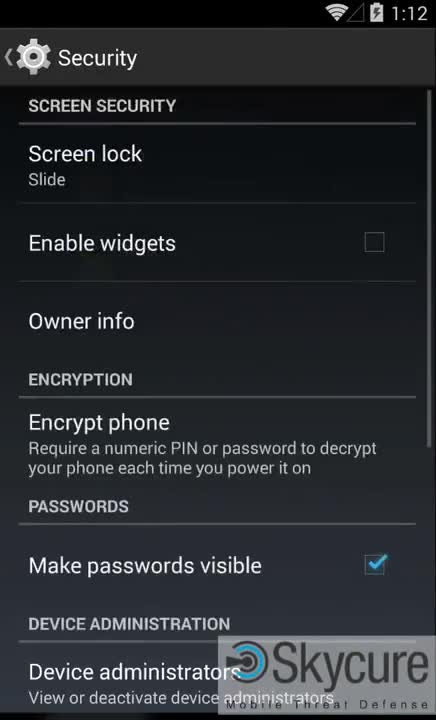 1:12
Security
SCREEN SECURITY
Screen lock
Slide
Enable widgets
Owner info
ENCRYPTION
Encrypt phone
Require a numeric PIN or password to decrypt
your phone each time you power it on
PASSWORDS
Make passwords visible
DEVICE ADMINISTRATION
Device administrators
View or deactivate device administrators
Skycure
Mobile Threat Defense